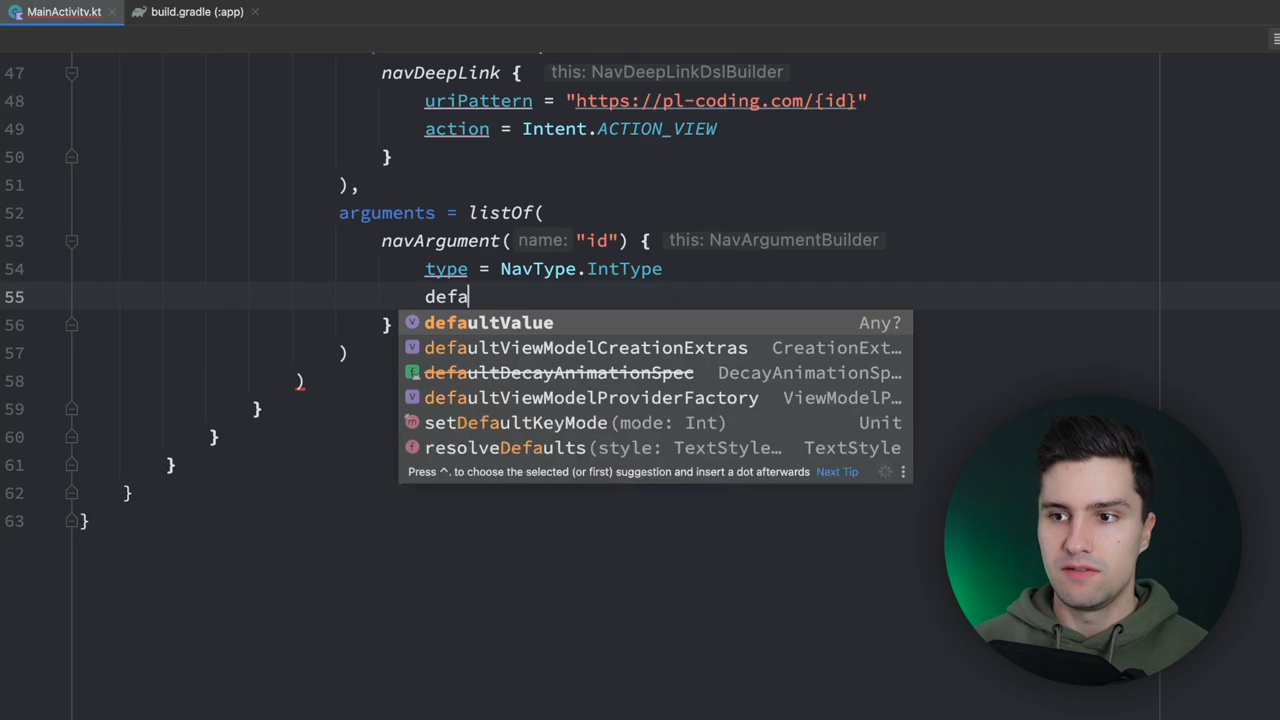 MainActivity.kt
build.gradle (:app)
47 navDeepLink { this: NavDeepLinkDslBuilder
48 uriPattern = "https://pl-coding.com/{id}"
49 action = Intent.ACTION_VIEW
50 }
51 ),
52 arguments = listOf(
53 navArgument( name: "id") { this: NavArgumentBuilder
54 type = NavType.IntType
55 defa
defaultValue Any?
defaultViewModelCreationExtras CreationExt…
defaultDecayAnimationSpec DecayAnimationSp…
defaultViewModelProviderFactory ViewModelP…
setDefaultKeyMode(mode: Int) Unit
resolveDefaults(style: TextStyle… TextStyle
Press ^. to choose the selected (or first) suggestion and insert a dot afterwards Next Tip
56 }
57 )
58 )
59 }
60 }
61 }
62 }
63 }